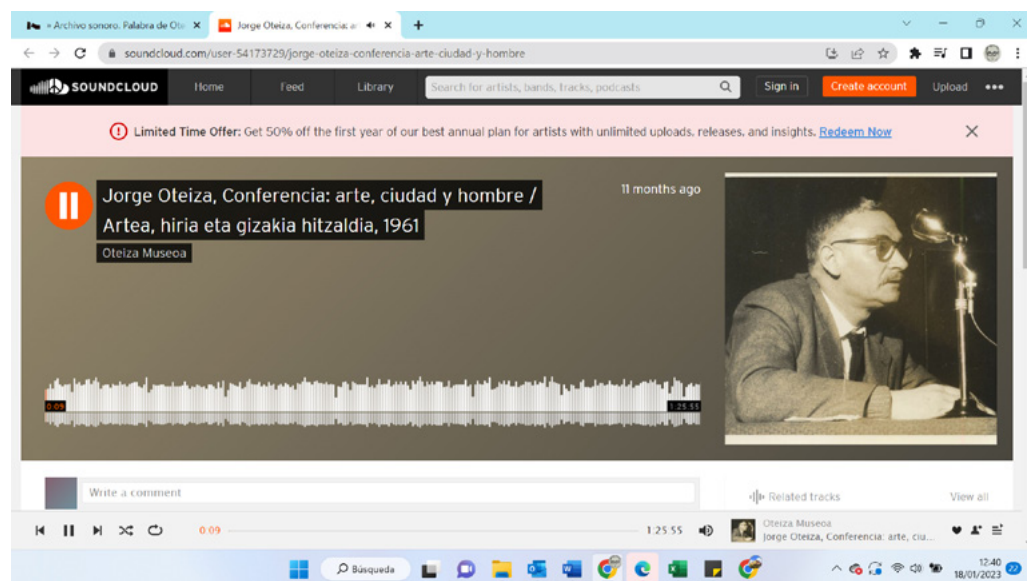 » Archivo sonoro. Palabra de Ote
Jorge Oteiza, Conferencia: ar
soundcloud.com/user-54173729/jorge-oteiza-conferencia-arte-ciudad-y-hombre
SOUNDCLOUD
Home
Feed
Library
Search for artists, bands, tracks, podcasts
Sign in
Create account
Upload
Limited Time Offer: Get 50% off the first year of our best annual plan for artists with unlimited uploads, releases, and insights. Redeem Now
Jorge Oteiza, Conferencia: arte, ciudad y hombre /
Artea, hiria eta gizakia hitzaldia, 1961
Oteiza Museoa
11 months ago
0:09
1:25:55
Write a comment
Related tracks
View all
0:09
1:25:55
Oteiza Museoa
Jorge Oteiza, Conferencia: arte, ciu...
Búsqueda
12:40
18/01/2023
22